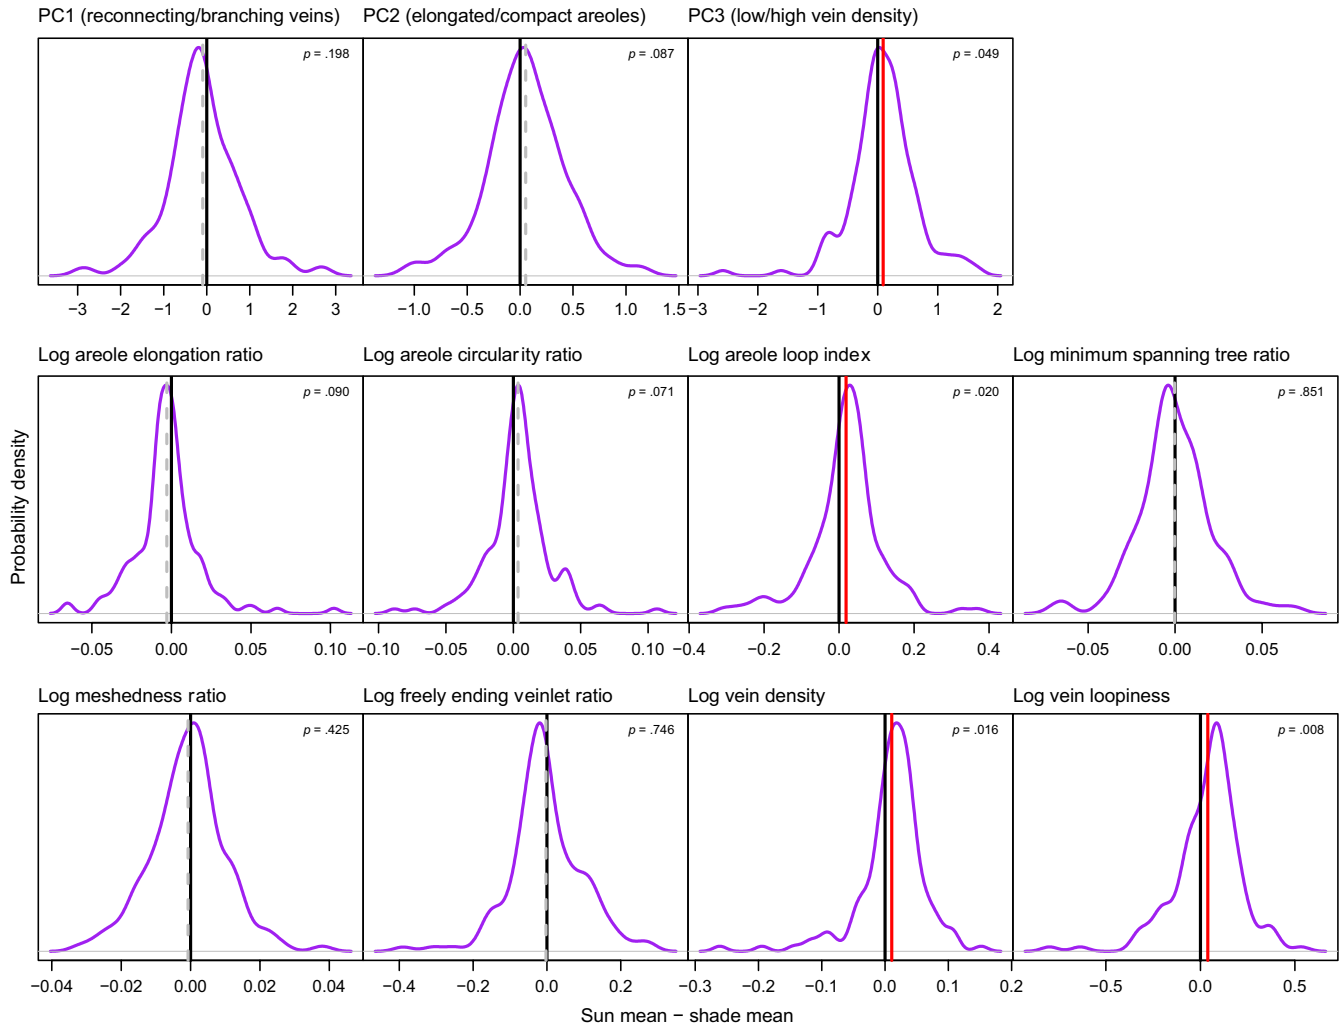 PC1 (reconnecting/branching veins) PC2 (elongated/compact areoles) PC3 (low/high vein density)
p = .198 p = .087 p = .049
−3 −2 −1 0 1 2 3 −1.0 −0.5 0.0 0.5 1.0 1.5 −3 −2 −1 0 1 2
Log areole elongation ratio Log areole circularity ratio Log areole loop index Log minimum spanning tree ratio
p = .090 p = .071 p = .020 p = .851
−0.05 0.00 0.05 0.10 −0.10 −0.05 0.00 0.05 0.10 −0.4 −0.2 0.0 0.2 0.4 −0.05 0.00 0.05
Probability density
Log meshedness ratio Log freely ending veinlet ratio Log vein density Log vein loopiness
p = .425 p = .746 p = .016 p = .008
−0.04 −0.02 0.00 0.02 0.04 −0.4 −0.2 0.0 0.2 −0.3 −0.2 −0.1 0.0 0.1 0.2 −0.5 0.0 0.5
Sun mean − shade mean